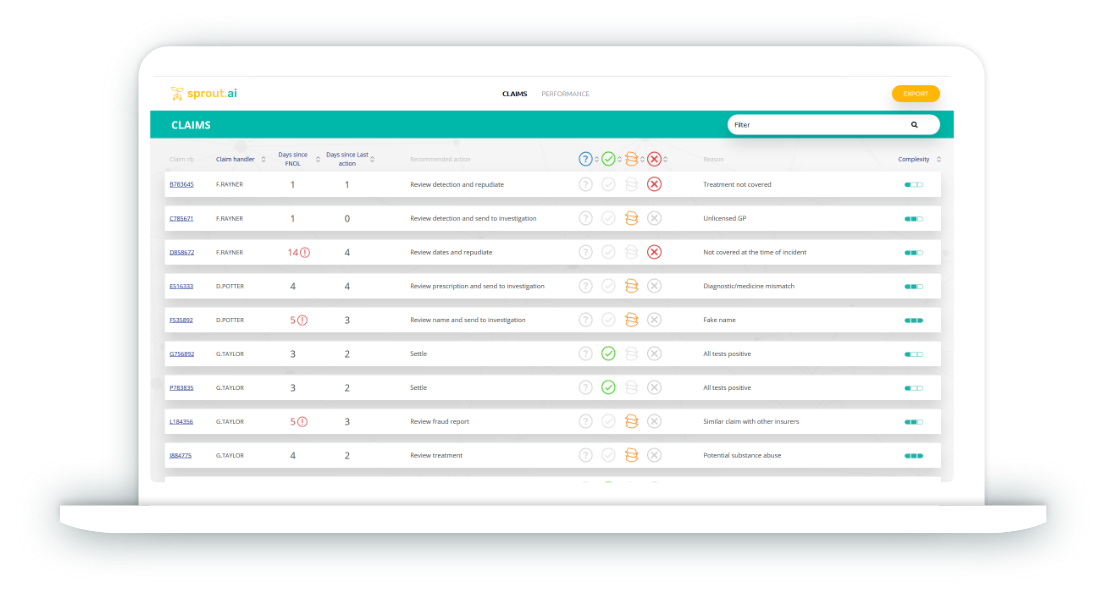 sprout.ai
CLAIMS PERFORMANCE EXPORT
CLAIMS Filter
Claim nb Claim handler Days since FNOL Days since Last action Recommended action Reason Complexity
B783645 F.RAYNER 1 1 Review detection and repudiate Treatment not covered
C785671 F.RAYNER 1 0 Review detection and send to investigation Unlicensed GP
D858672 F.RAYNER 14 4 Review dates and repudiate Not covered at the time of incident
E516333 D.POTTER 4 4 Review prescription and send to investigation Diagnostic/medicine mismatch
F535892 D.POTTER 5 3 Review name and send to investigation Fake name
G756892 G.TAYLOR 3 2 Settle All tests positive
P783835 G.TAYLOR 3 2 Settle All tests positive
L184356 G.TAYLOR 5 3 Review fraud report Similar claim with other insurers
J884775 G.TAYLOR 4 2 Review treatment Potential substance abuse